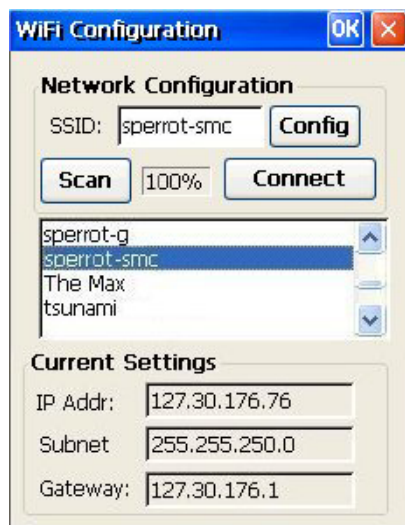 WiFi Configuration OK
Network Configuration
SSID: sperrot-smc Config
Scan 100% Connect
sperrot-g
sperrot-smc
The Max
tsunami
Current Settings
IP Addr: 127.30.176.76
Subnet 255.255.250.0
Gateway: 127.30.176.1